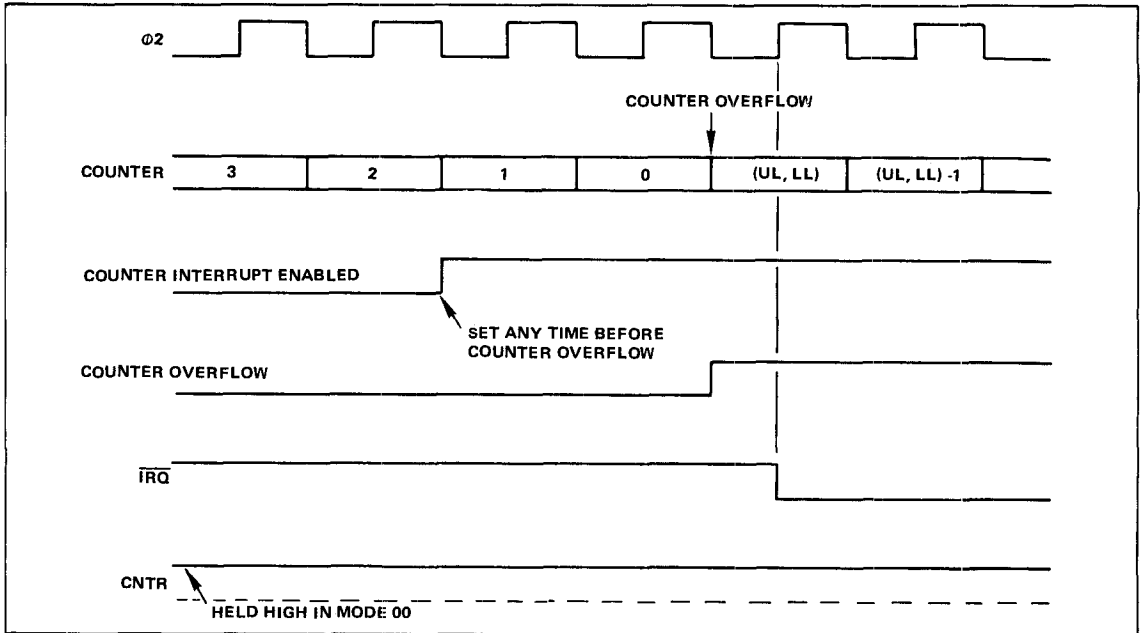 Φ2
COUNTER OVERFLOW
COUNTER 3 2 1 0 (UL, LL) (UL, LL) -1
COUNTER INTERRUPT ENABLED
SET ANY TIME BEFORE
COUNTER OVERFLOW
COUNTER OVERFLOW
IRQ
CNTR
HELD HIGH IN MODE 00